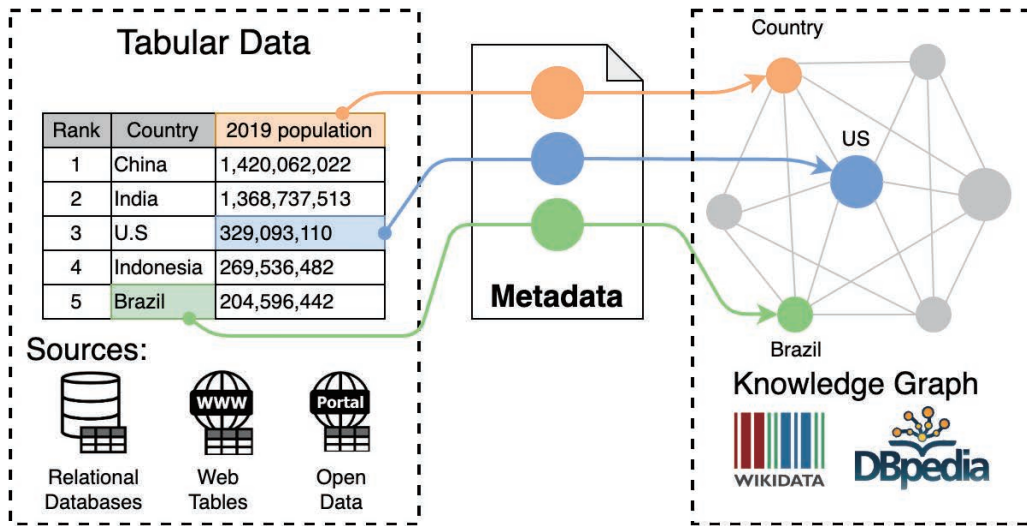 Tabular Data
Rank Country 2019 population
1 China 1,420,062,022
2 India 1,368,737,513
3 U.S 329,093,110
4 Indonesia 269,536,482
5 Brazil 204,596,442
Sources:
WWW
Portal
Relational
Databases
Web
Tables
Open
Data
Metadata
Country
US
Brazil
Knowledge Graph
WIKIDATA
DBpedia